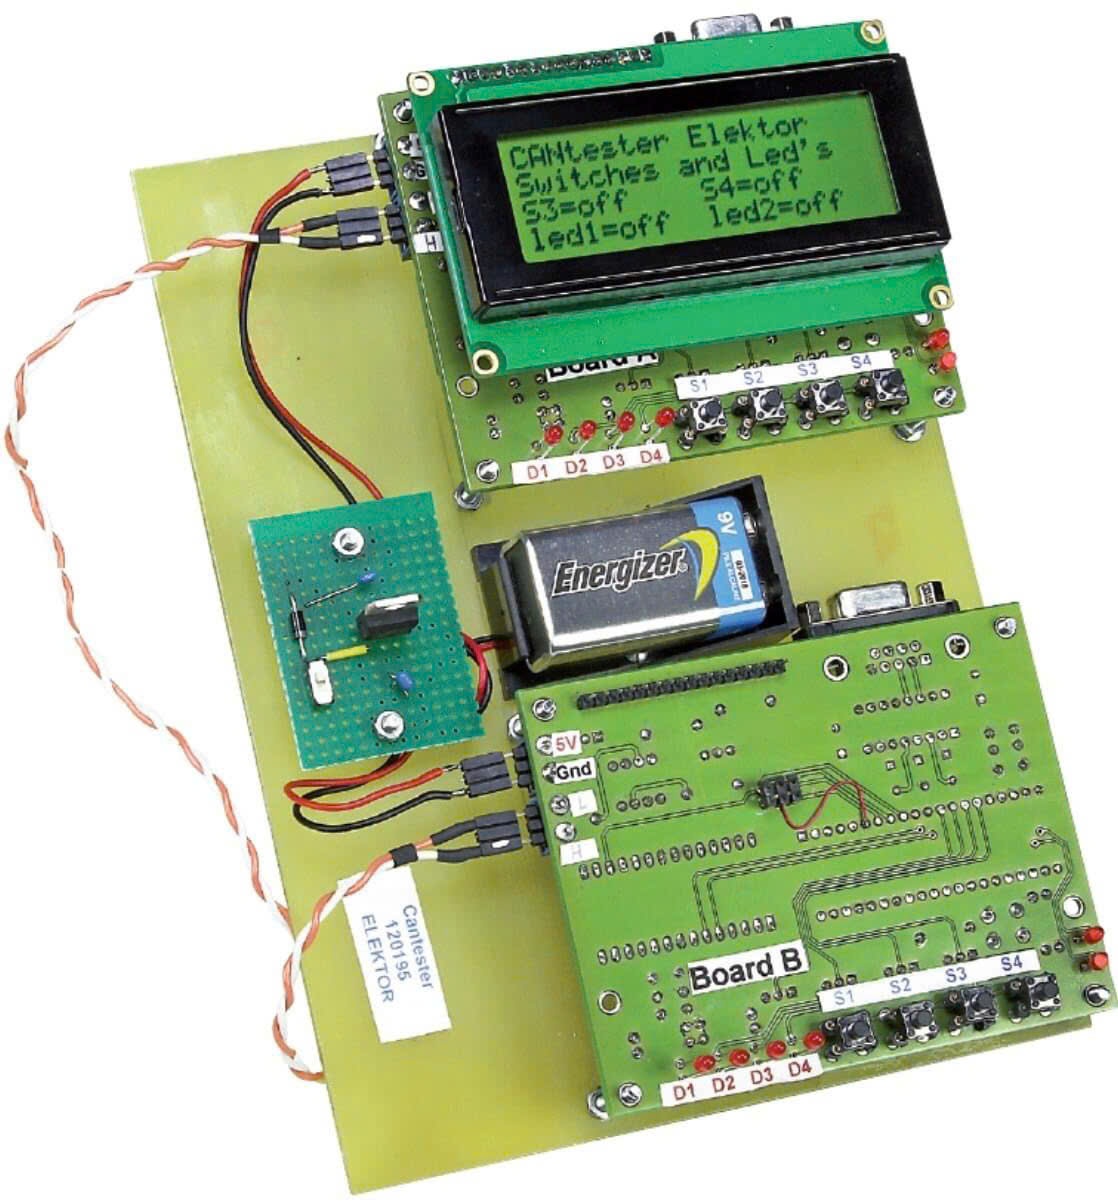 CANtester Elektor
Switches and Led's
S3=off S4=off
led1=off led2=off
H
Board A
S1 S2 S3 S4
D1 D2 D3 D4
Energizer
9V
5V
Gnd
L
H
Cantester
120195
ELEKTOR
Board B
S1 S2 S3 S4
D1 D2 D3 D4